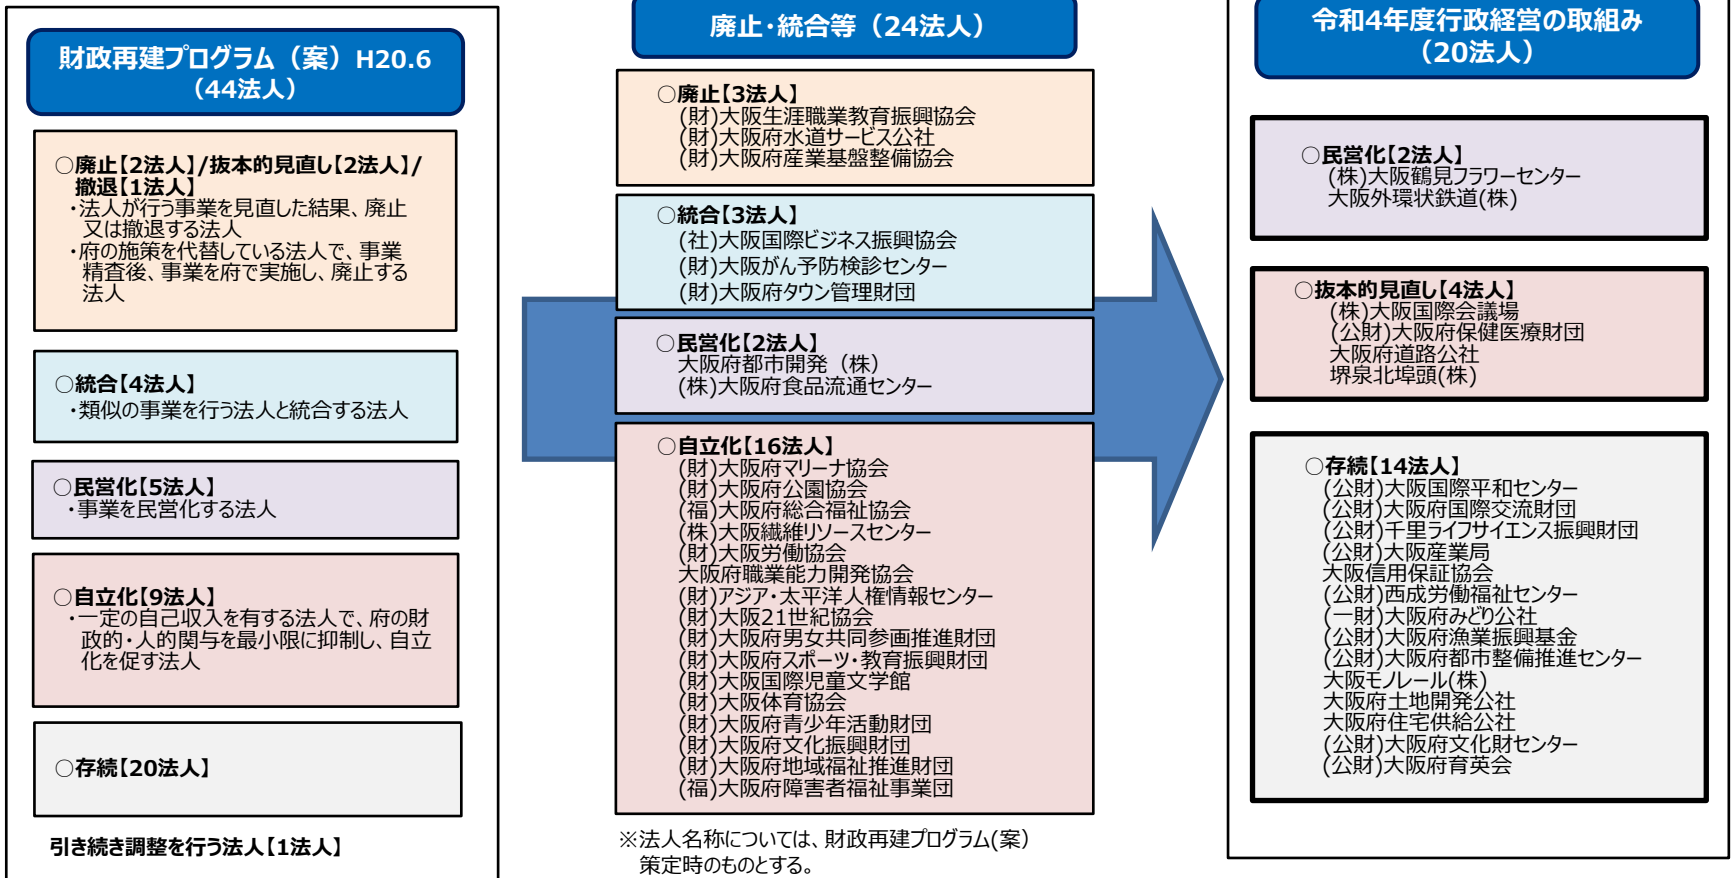 財政再建プログラム（案）H20.6
（44法人）
○廃止【2法人】/抜本的見直し【2法人】/
撤退【1法人】
・法人が行う事業を見直した結果、廃止
又は撤退する法人
・府の施策を代替している法人で、事業
精査後、事業を府で実施し、廃止する
法人
○統合【4法人】
・類似の事業を行う法人と統合する法人
○民営化【5法人】
・事業を民営化する法人
○自立化【9法人】
・一定の自己収入を有する法人で、府の財
政的・人的関与を最小限に抑制し、自立
化を促す法人
○存続【20法人】
引き続き調整を行う法人【1法人】
廃止・統合等（24法人）
○廃止【3法人】
(財)大阪生涯職業教育振興協会
(財)大阪府水道サービス公社
(財)大阪府産業基盤整備協会
○統合【3法人】
(社)大阪国際ビジネス振興協会
(財)大阪がん予防検診センター
(財)大阪府タウン管理財団
○民営化【2法人】
大阪府都市開発（株）
(株)大阪府食品流通センター
○自立化【16法人】
(財)大阪府マリーナ協会
(財)大阪府公園協会
(福)大阪府総合福祉協会
(株)大阪繊維リソースセンター
(財)大阪労働協会
大阪府職業能力開発協会
(財)アジア・太平洋人権情報センター
(財)大阪21世紀協会
(財)大阪府男女共同参画推進財団
(財)大阪府スポーツ・教育振興財団
(財)大阪国際児童文学館
(財)大阪体育協会
(財)大阪府青少年活動財団
(財)大阪府文化振興財団
(財)大阪府地域福祉推進財団
(福)大阪府障害者福祉事業団
※法人名称については、財政再建プログラム(案)
策定時のものとする。
令和4年度行政経営の取組み
（20法人）
○民営化【2法人】
(株)大阪鶴見フラワーセンター
大阪外環状鉄道(株)
○抜本的見直し【4法人】
(株)大阪国際会議場
(公財)大阪府保健医療財団
大阪府道路公社
堺泉北埠頭(株)
○存続【14法人】
(公財)大阪国際平和センター
(公財)大阪府国際交流財団
(公財)千里ライフサイエンス振興財団
(公財)大阪産業局
大阪信用保証協会
(公財)西成労働福祉センター
(一財)大阪府みどり公社
(公財)大阪府漁業振興基金
(公財)大阪府都市整備推進センター
大阪モノレール(株)
大阪府土地開発公社
大阪府住宅供給公社
(公財)大阪府文化財センター
(公財)大阪府育英会